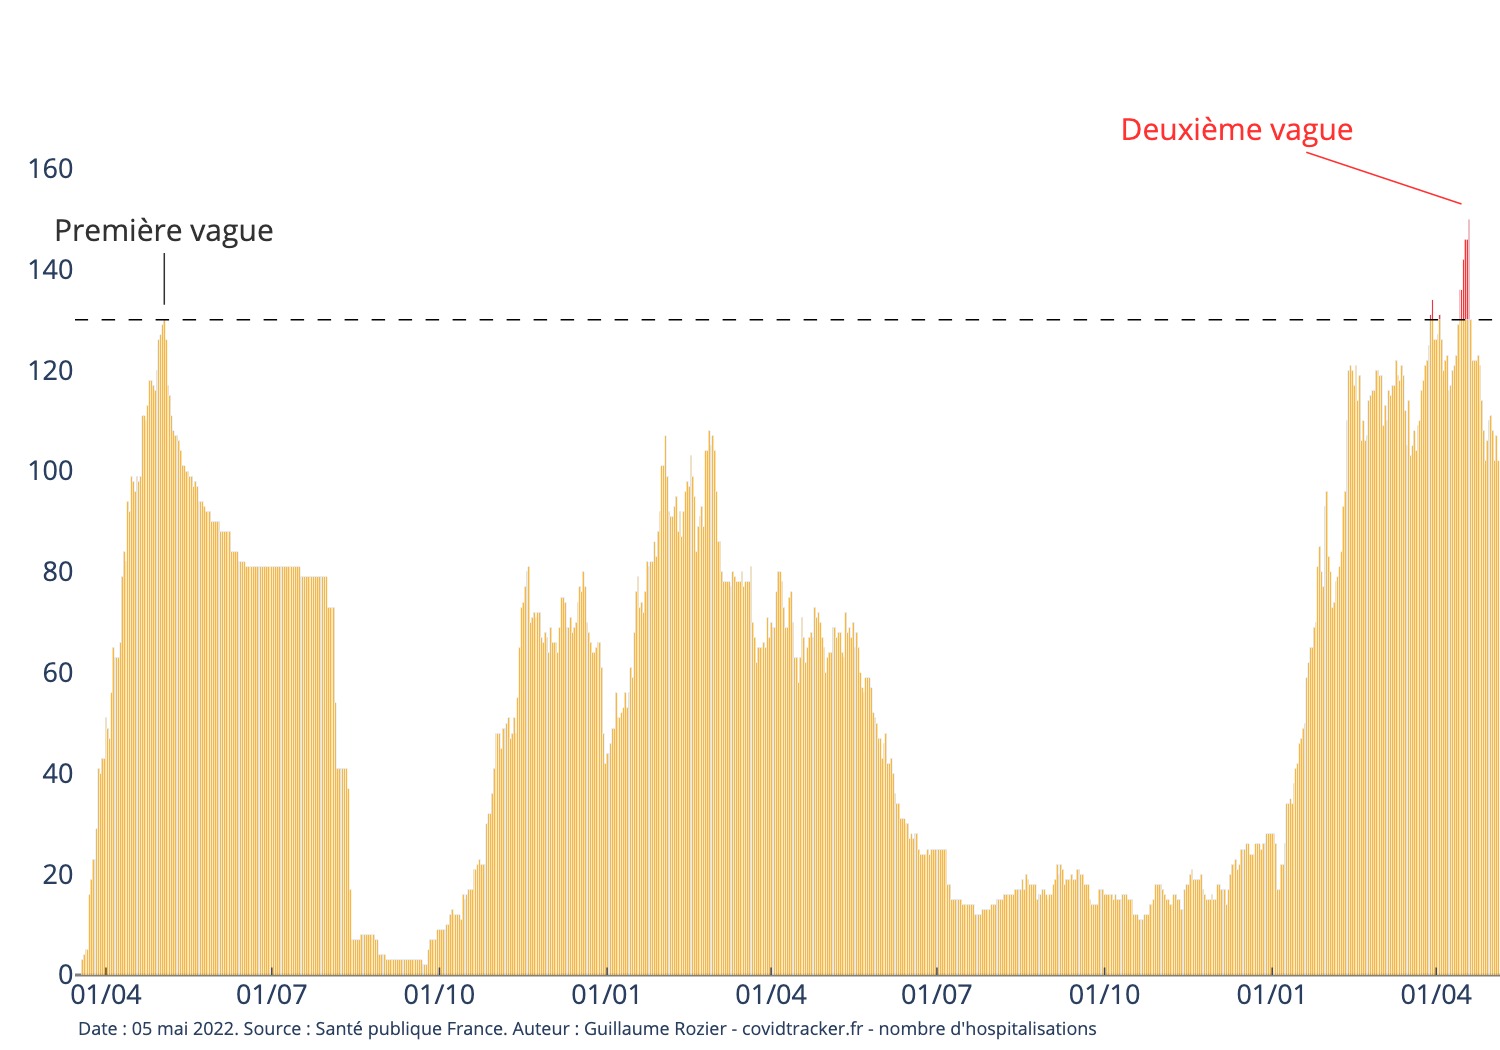 Deuxième vague
160
Première vague
140
120
100
80
60
40
20
0
01/04 01/07 01/10 01/01 01/04 01/07 01/10 01/01 01/04
Date : 05 mai 2022. Source : Santé publique France. Auteur : Guillaume Rozier - covidtracker.fr - nombre d'hospitalisations